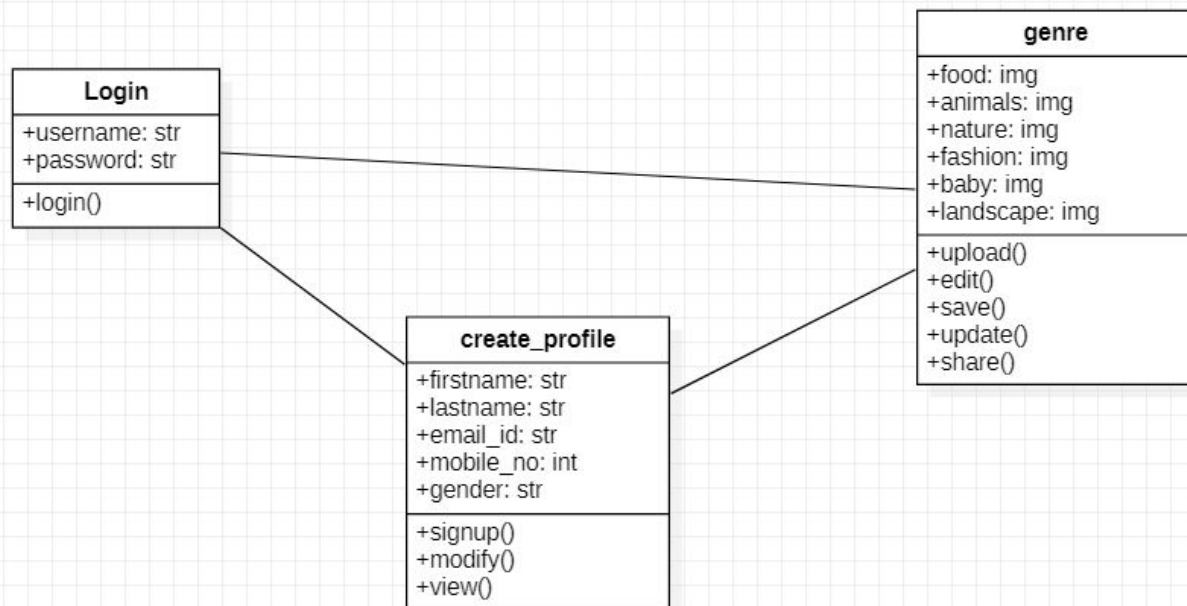 Login
+username: str
+password: str
+login()
genre
+food: img
+animals: img
+nature: img
+fashion: img
+baby: img
+landscape: img
+upload()
+edit()
+save()
+update()
+share()
create_profile
+firstname: str
+lastname: str
+email_id: str
+mobile_no: int
+gender: str
+signup()
+modify()
+view()